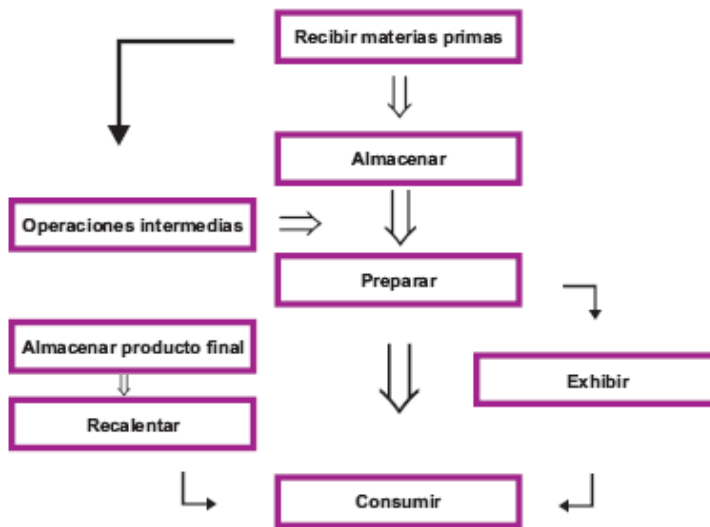 Recibir materias primas
Almacenar
Operaciones intermedias
Preparar
Almacenar producto final
Exhibir
Recalentar
Consumir